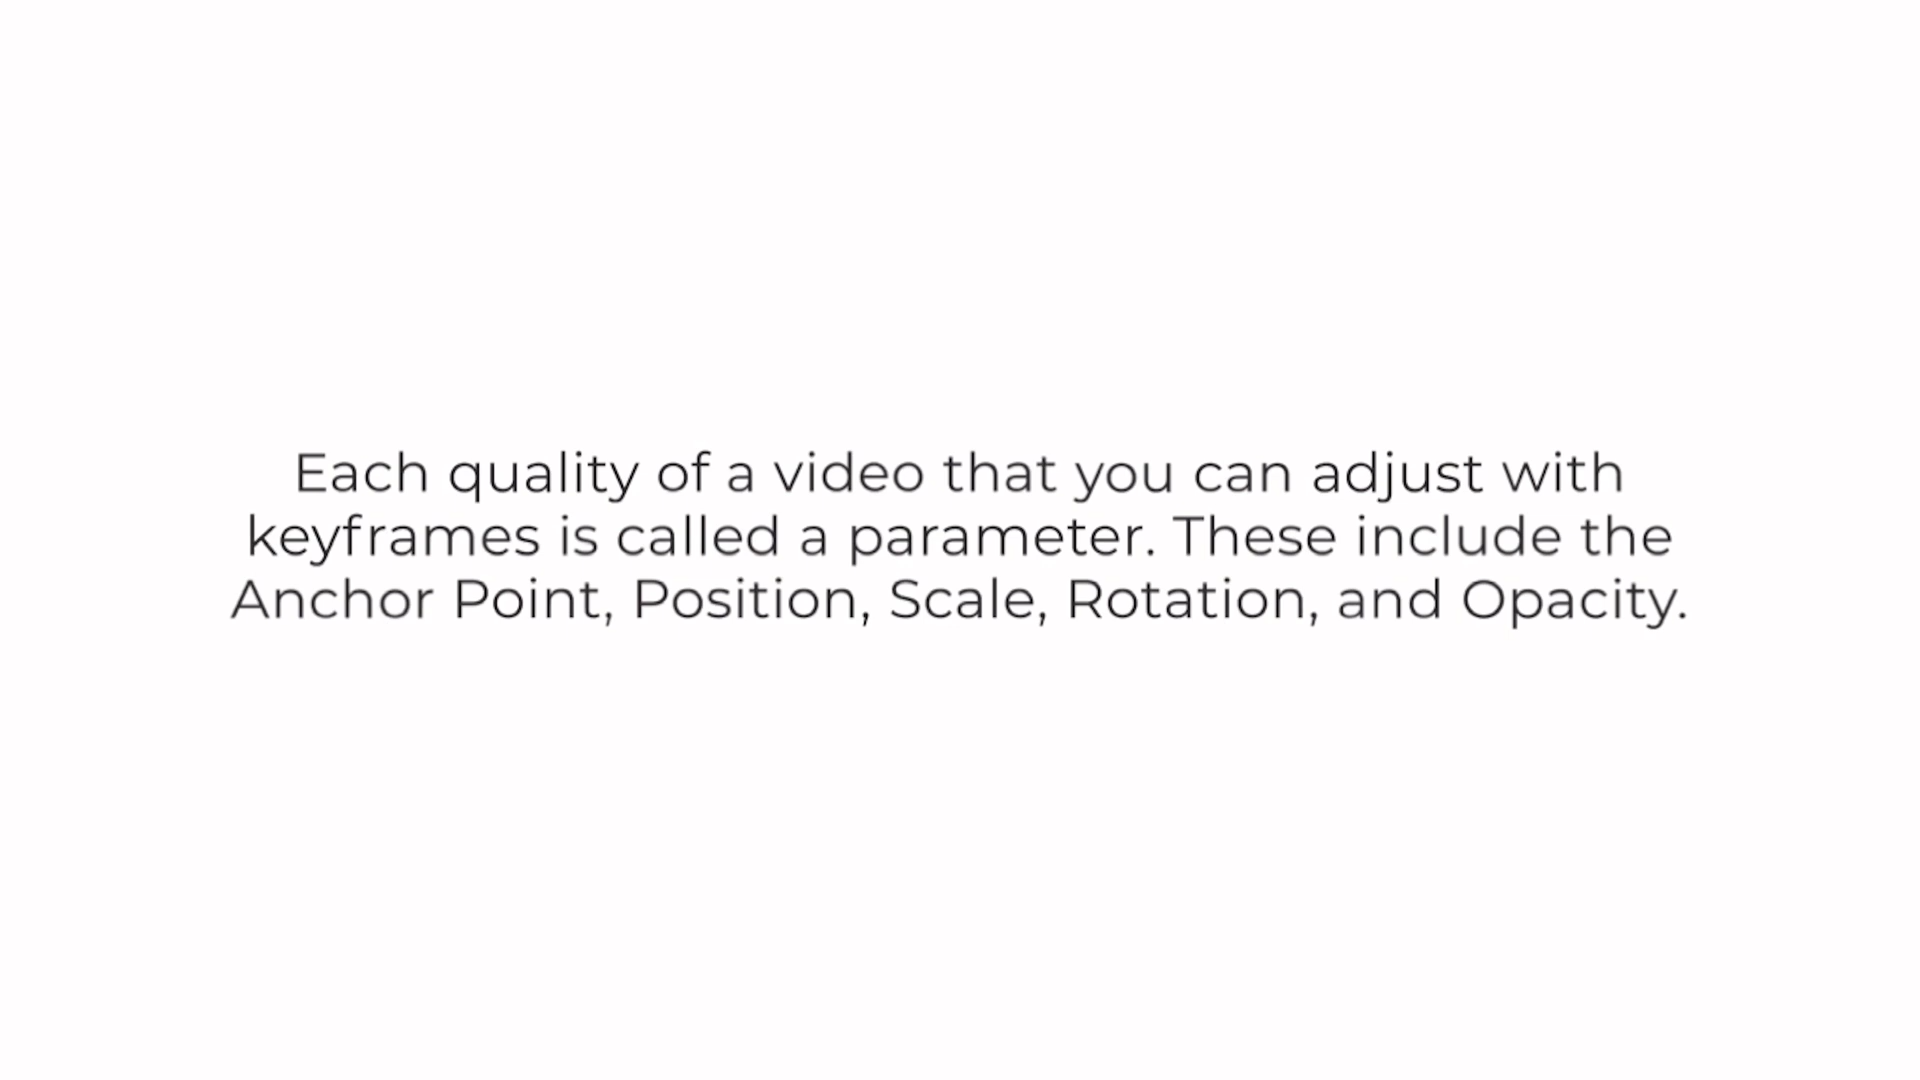 Each quality of a video that you can adjust with
keyframes is called a parameter. These include the
Anchor Point, Position, Scale, Rotation, and Opacity.